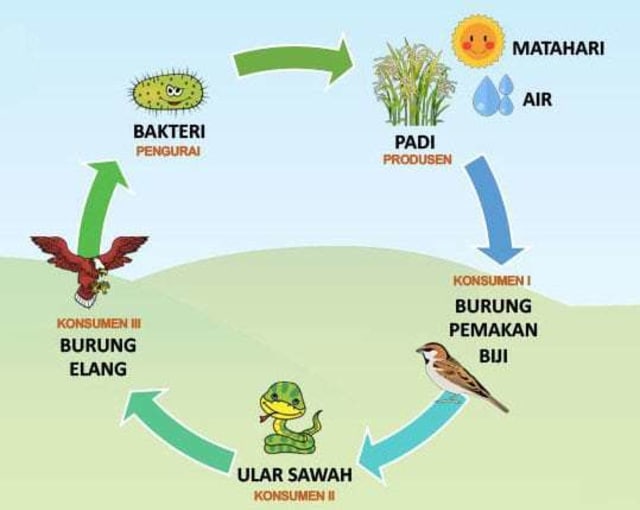 MATAHARI
AIR
PADI
PRODUSEN
KONSUMEN I
BURUNG
PEMAKAN
BIJI
ULAR SAWAH
KONSUMEN II
KONSUMEN III
BURUNG
ELANG
BAKTERI
PENGURAI